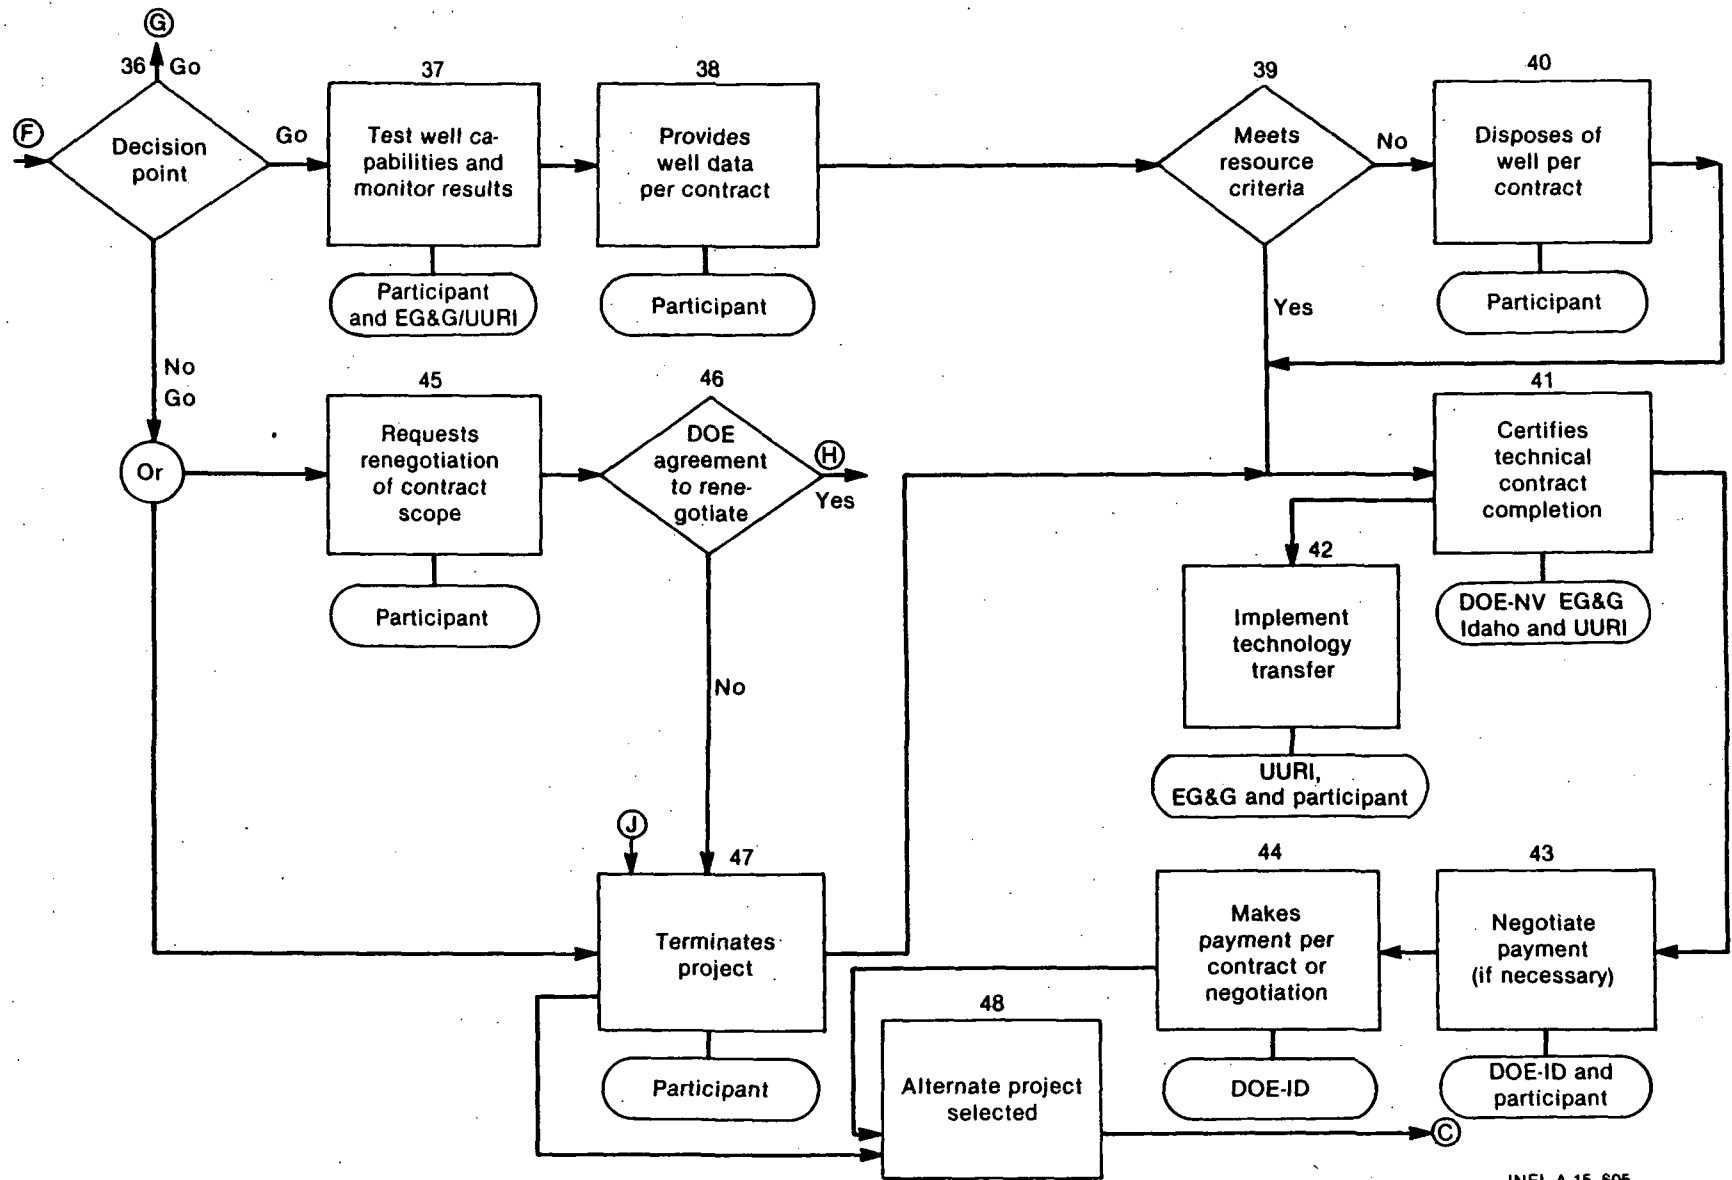 G
36 Go
F
Decision
point
Go
37
Test well ca-
pabilities and
monitor results
Participant
and EG&G/UURI
38
Provides
well data
per contract
Participant
39
Meets
resource
criteria
No
Yes
40
Disposes of
well per
contract
Participant
No
Go
Or
45
Requests
renegotiation
of contract
scope
Participant
46
DOE
agreement
to rene-
gotiate
H
Yes
No
41
Certifies
technical
contract
completion
DOE-NV EG&G
Idaho and UURI
42
Implement
technology
transfer
UURI,
EG&G and participant
J
47
Terminates
project
Participant
44
Makes
payment per
contract or
negotiation
DOE-ID
43
Negotiate
payment
(if necessary)
DOE-ID and
participant
48
Alternate project
selected
C
INEL-A-15 605